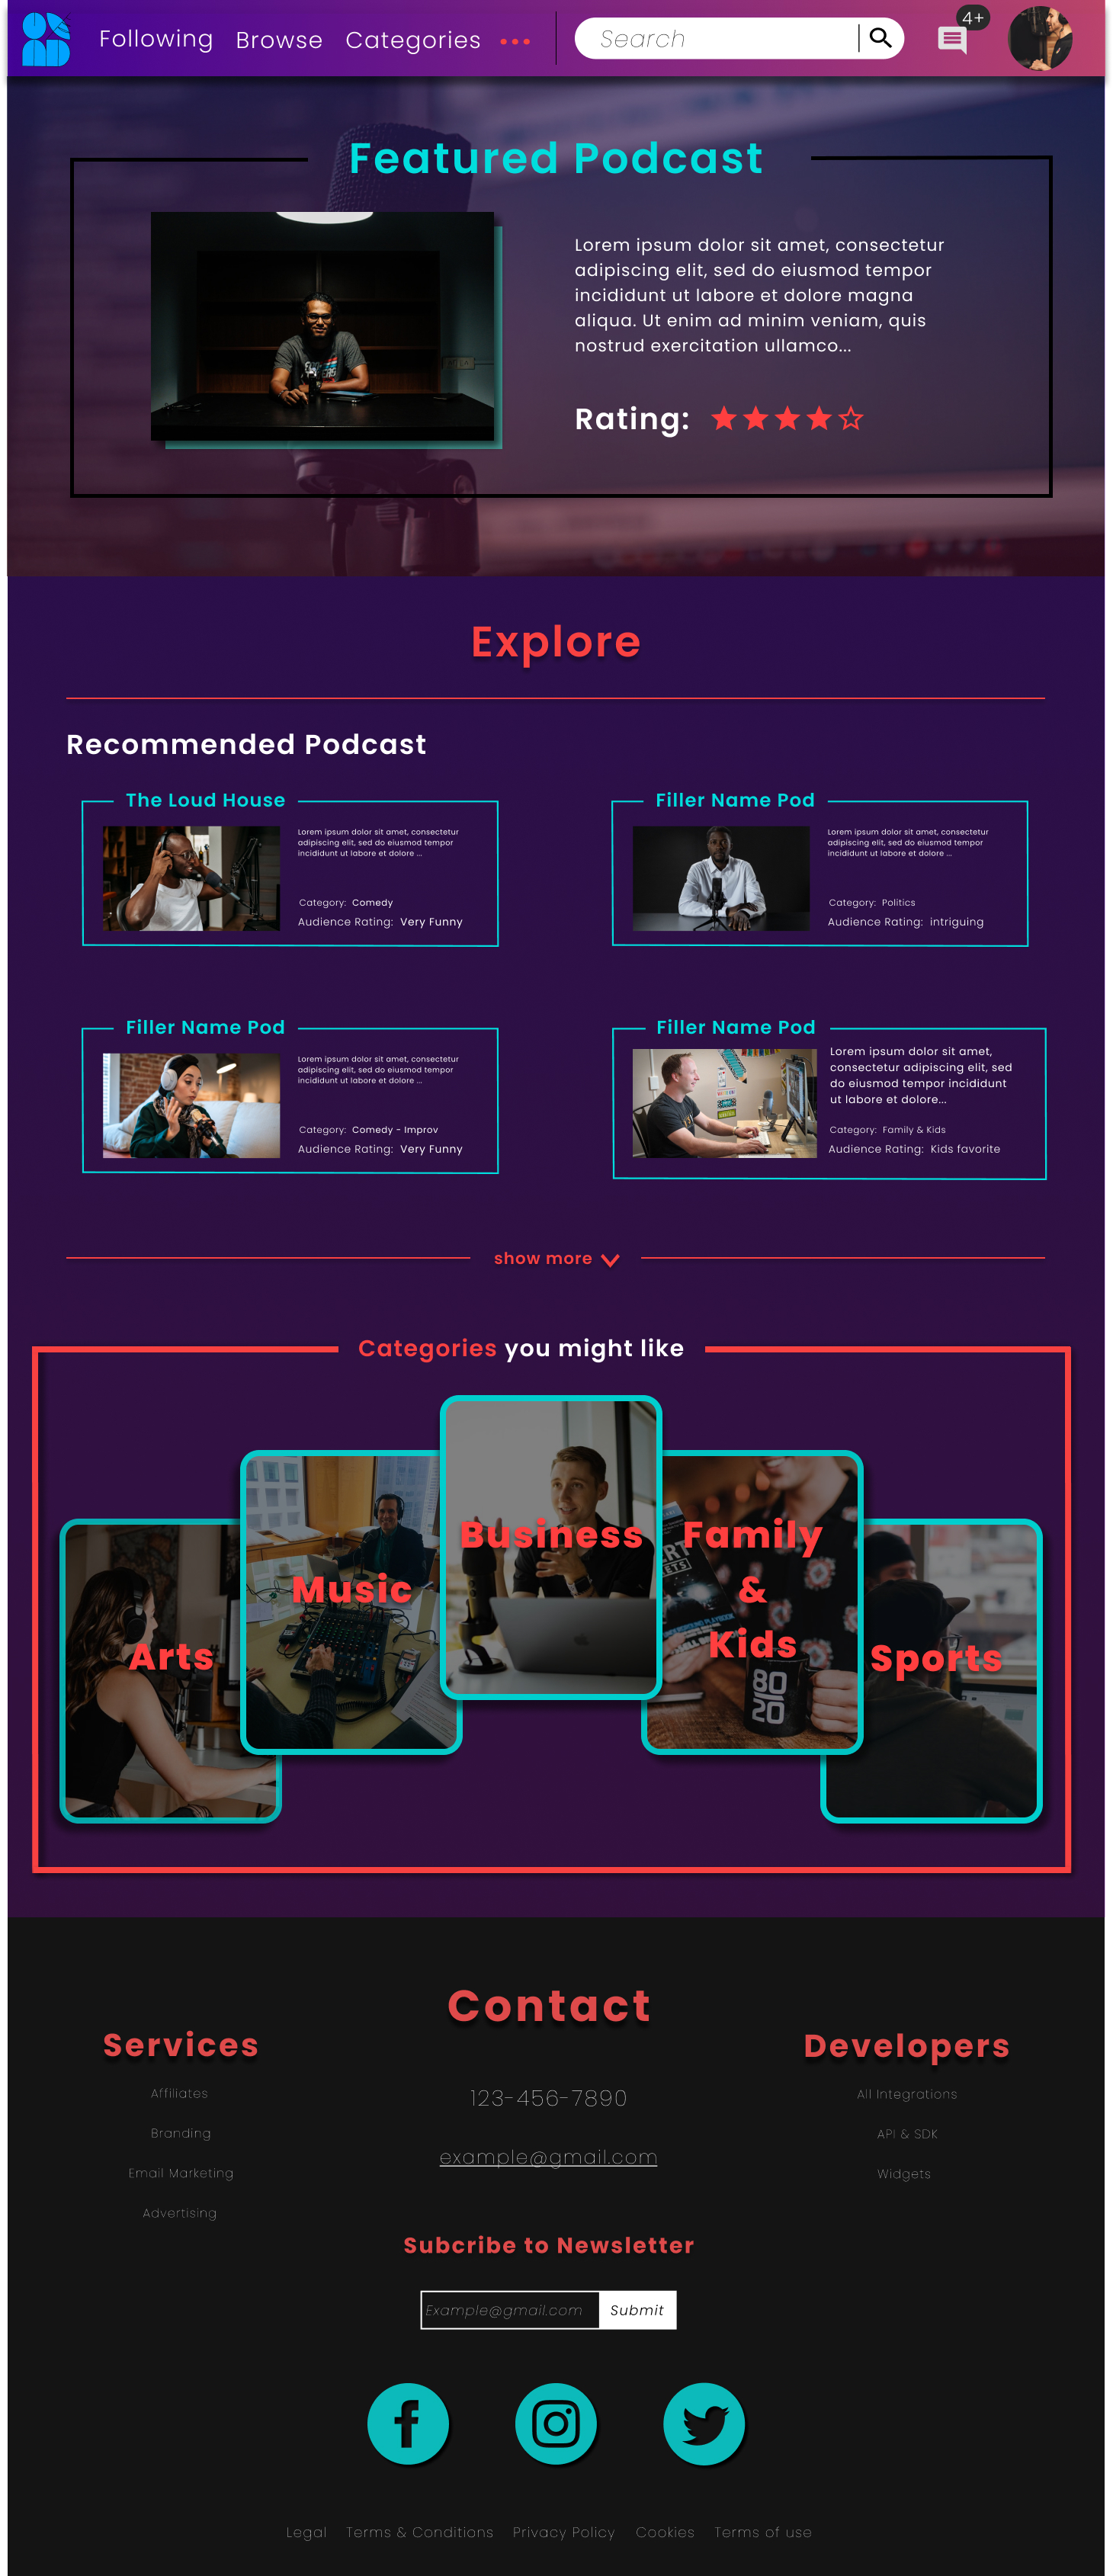 Following Browse Categories
Search
4+
Featured Podcast
Lorem ipsum dolor sit amet, consectetur
adipiscing elit, sed do eiusmod tempor
incididunt ut labore et dolore magna
aliqua. Ut enim ad minim veniam, quis
nostrud exercitation ullamco...
Rating:
Explore
Recommended Podcast
The Loud House
Lorem ipsum dolor sit amet, consectetur
adipiscing elit, sed do eiusmod tempor
incididunt ut labore et dolore ...
Category: Comedy
Audience Rating: Very Funny
Filler Name Pod
Lorem ipsum dolor sit amet, consectetur
adipiscing elit, sed do eiusmod tempor
incididunt ut labore et dolore ...
Category: Politics
Audience Rating: intriguing
Filler Name Pod
Lorem ipsum dolor sit amet, consectetur
adipiscing elit, sed do eiusmod tempor
incididunt ut labore et dolore ...
Category: Comedy - Improv
Audience Rating: Very Funny
Filler Name Pod
Lorem ipsum dolor sit amet,
consectetur adipiscing elit, sed
do eiusmod tempor incididunt
ut labore et dolore...
Category: Family & Kids
Audience Rating: Kids favorite
show more
Categories you might like
Arts
Music
Business
Family
&
Kids
80
20
Sports
Contact
123-456-7890
example@gmail.com
Services
Affiliates
Branding
Email Marketing
Advertising
Developers
All Integrations
API & SDK
Widgets
Subcribe to Newsletter
Example@gmail.com
Submit
Legal Terms & Conditions Privacy Policy Cookies Terms of use